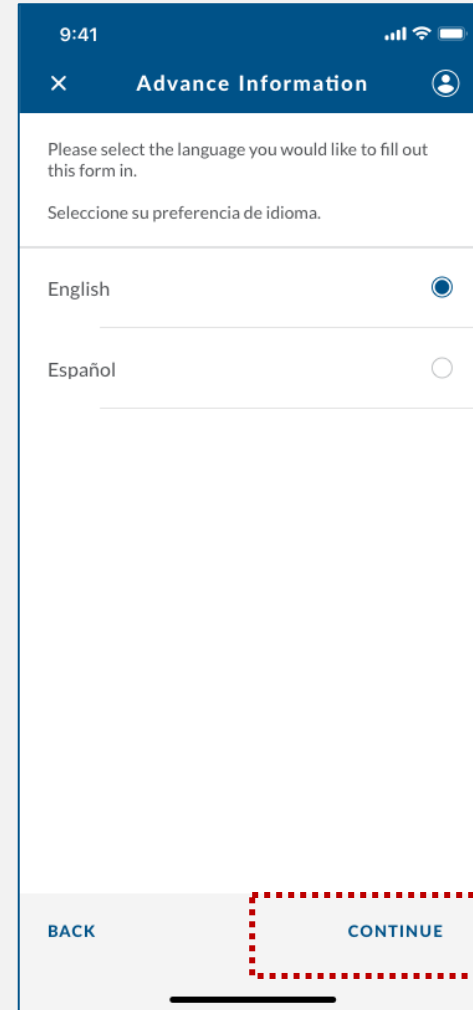 9:41
Advance Information
Please select the language you would like to fill out
this form in.
Seleccione su preferencia de idioma.
English
Español
BACK
CONTINUE